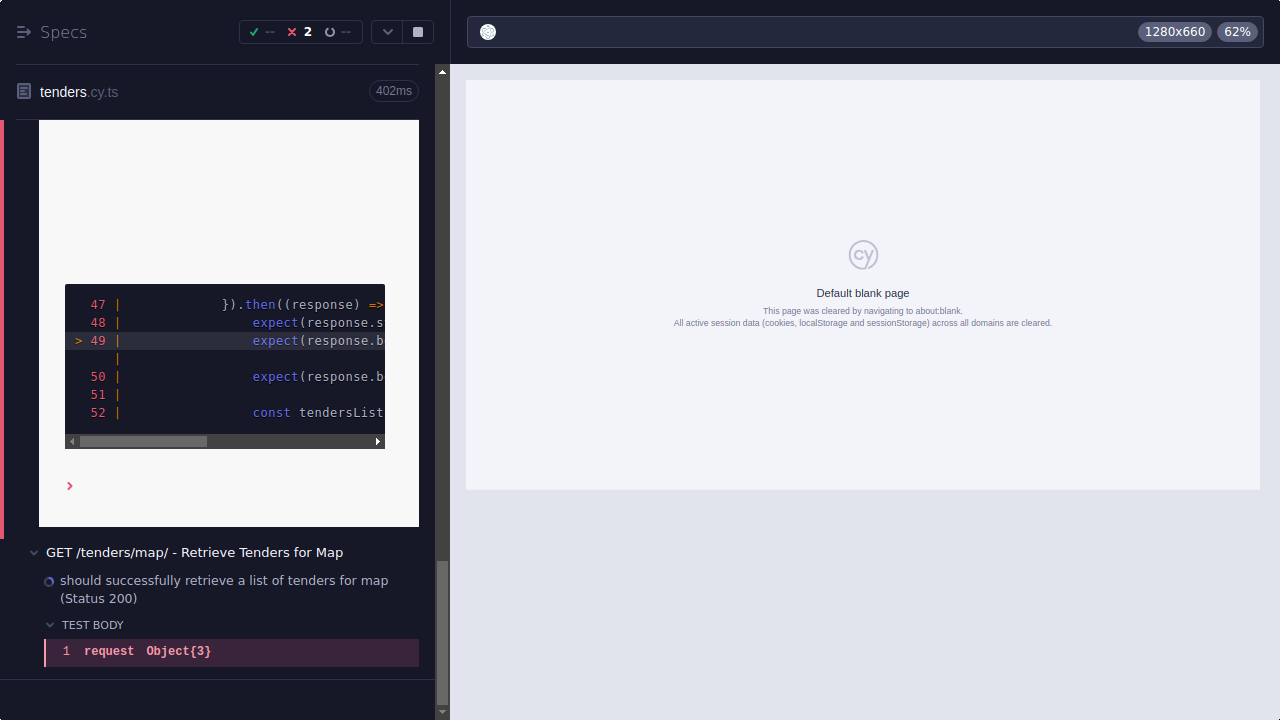 Specs
--
2
--
1280x660
62%
tenders.cy.ts
402ms
47 | }).then((response) =>
48 | expect(response.s
> 49 | expect(response.b
|
50 | expect(response.b
51 |
52 | const tendersList
GET /tenders/map/ - Retrieve Tenders for Map
should successfully retrieve a list of tenders for map
(Status 200)
TEST BODY
1 request Object{3}
cy
Default blank page
This page was cleared by navigating to about:blank.
All active session data (cookies, localStorage and sessionStorage) across all domains are cleared.